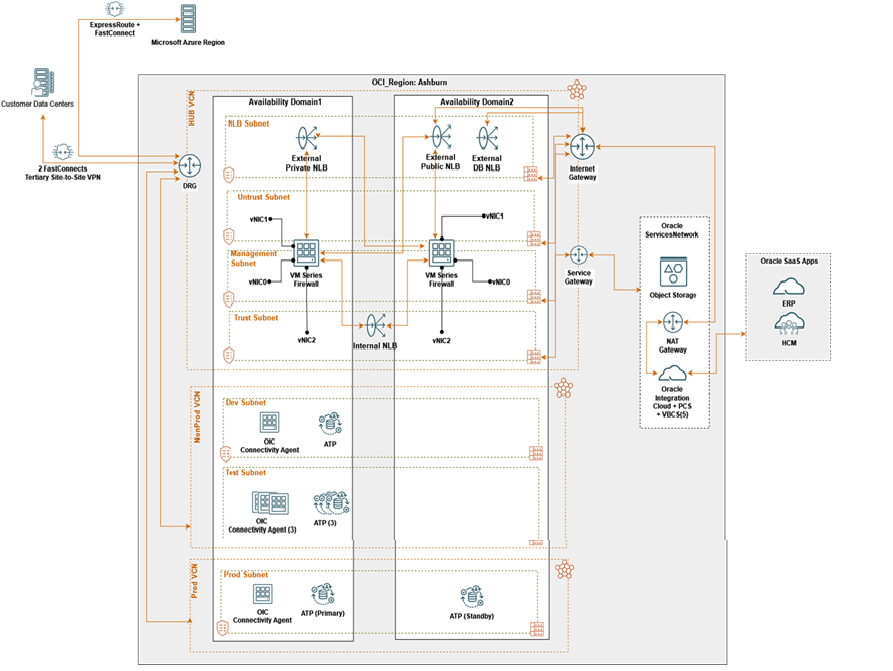 ExpressRoute +
FastConnect
Microsoft Azure Region
Customer Data Centers
2 FastConnects
Tertiary Site-to-Site VPN
DRG
OCI_Region: Ashburn
HUB VCN
Availability Domain1
Availability Domain2
NLB Subnet
External
Private NLB
External
Public NLB
External
DB NLB
Internet
Gateway
Untrust Subnet
vNIC1
vNIC1
Management
Subnet
VM Series
Firewall
VM Series
Firewall
vNIC0
vNIC0
Service
Gateway
Trust Subnet
Internal NLB
vNIC2
vNIC2
Oracle
ServicesNetwork
Object Storage
NAT
Gateway
Oracle
Integration
Cloud + PCS
+ VBCS(5)
Oracle SaaS Apps
ERP
HCM
NonProd VCN
Dev Subnet
OIC
Connectivity Agent
ATP
Test Subnet
OIC
Connectivity Agent (3)
ATP (3)
Prod VCN
Prod Subnet
OIC
Connectivity Agent
ATP (Primary)
ATP (Standby)